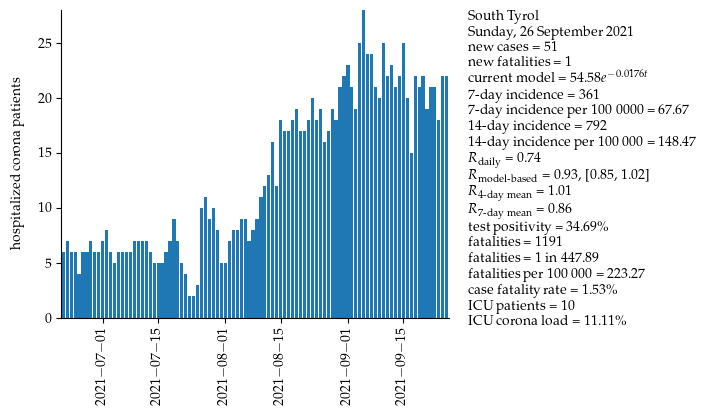 hospitalized corona patients
25
20
15
10
5
0
2021−07−01
2021−07−15
2021−08−01
2021−08−15
2021−09−01
2021−09−15
South Tyrol
Sunday, 26 September 2021
new cases = 51
new fatalities = 1
current model = 54.58e^−0.0176t
7-day incidence = 361
7-day incidence per 100 0000 = 67.67
14-day incidence = 792
14-day incidence per 100 000 = 148.47
R_daily = 0.74
R_model-based = 0.93, [0.85, 1.02]
R_4-day mean = 1.01
R_7-day mean = 0.86
test positivity = 34.69%
fatalities = 1191
fatalities = 1 in 447.89
fatalities per 100 000 = 223.27
case fatality rate = 1.53%
ICU patients = 10
ICU corona load = 11.11%